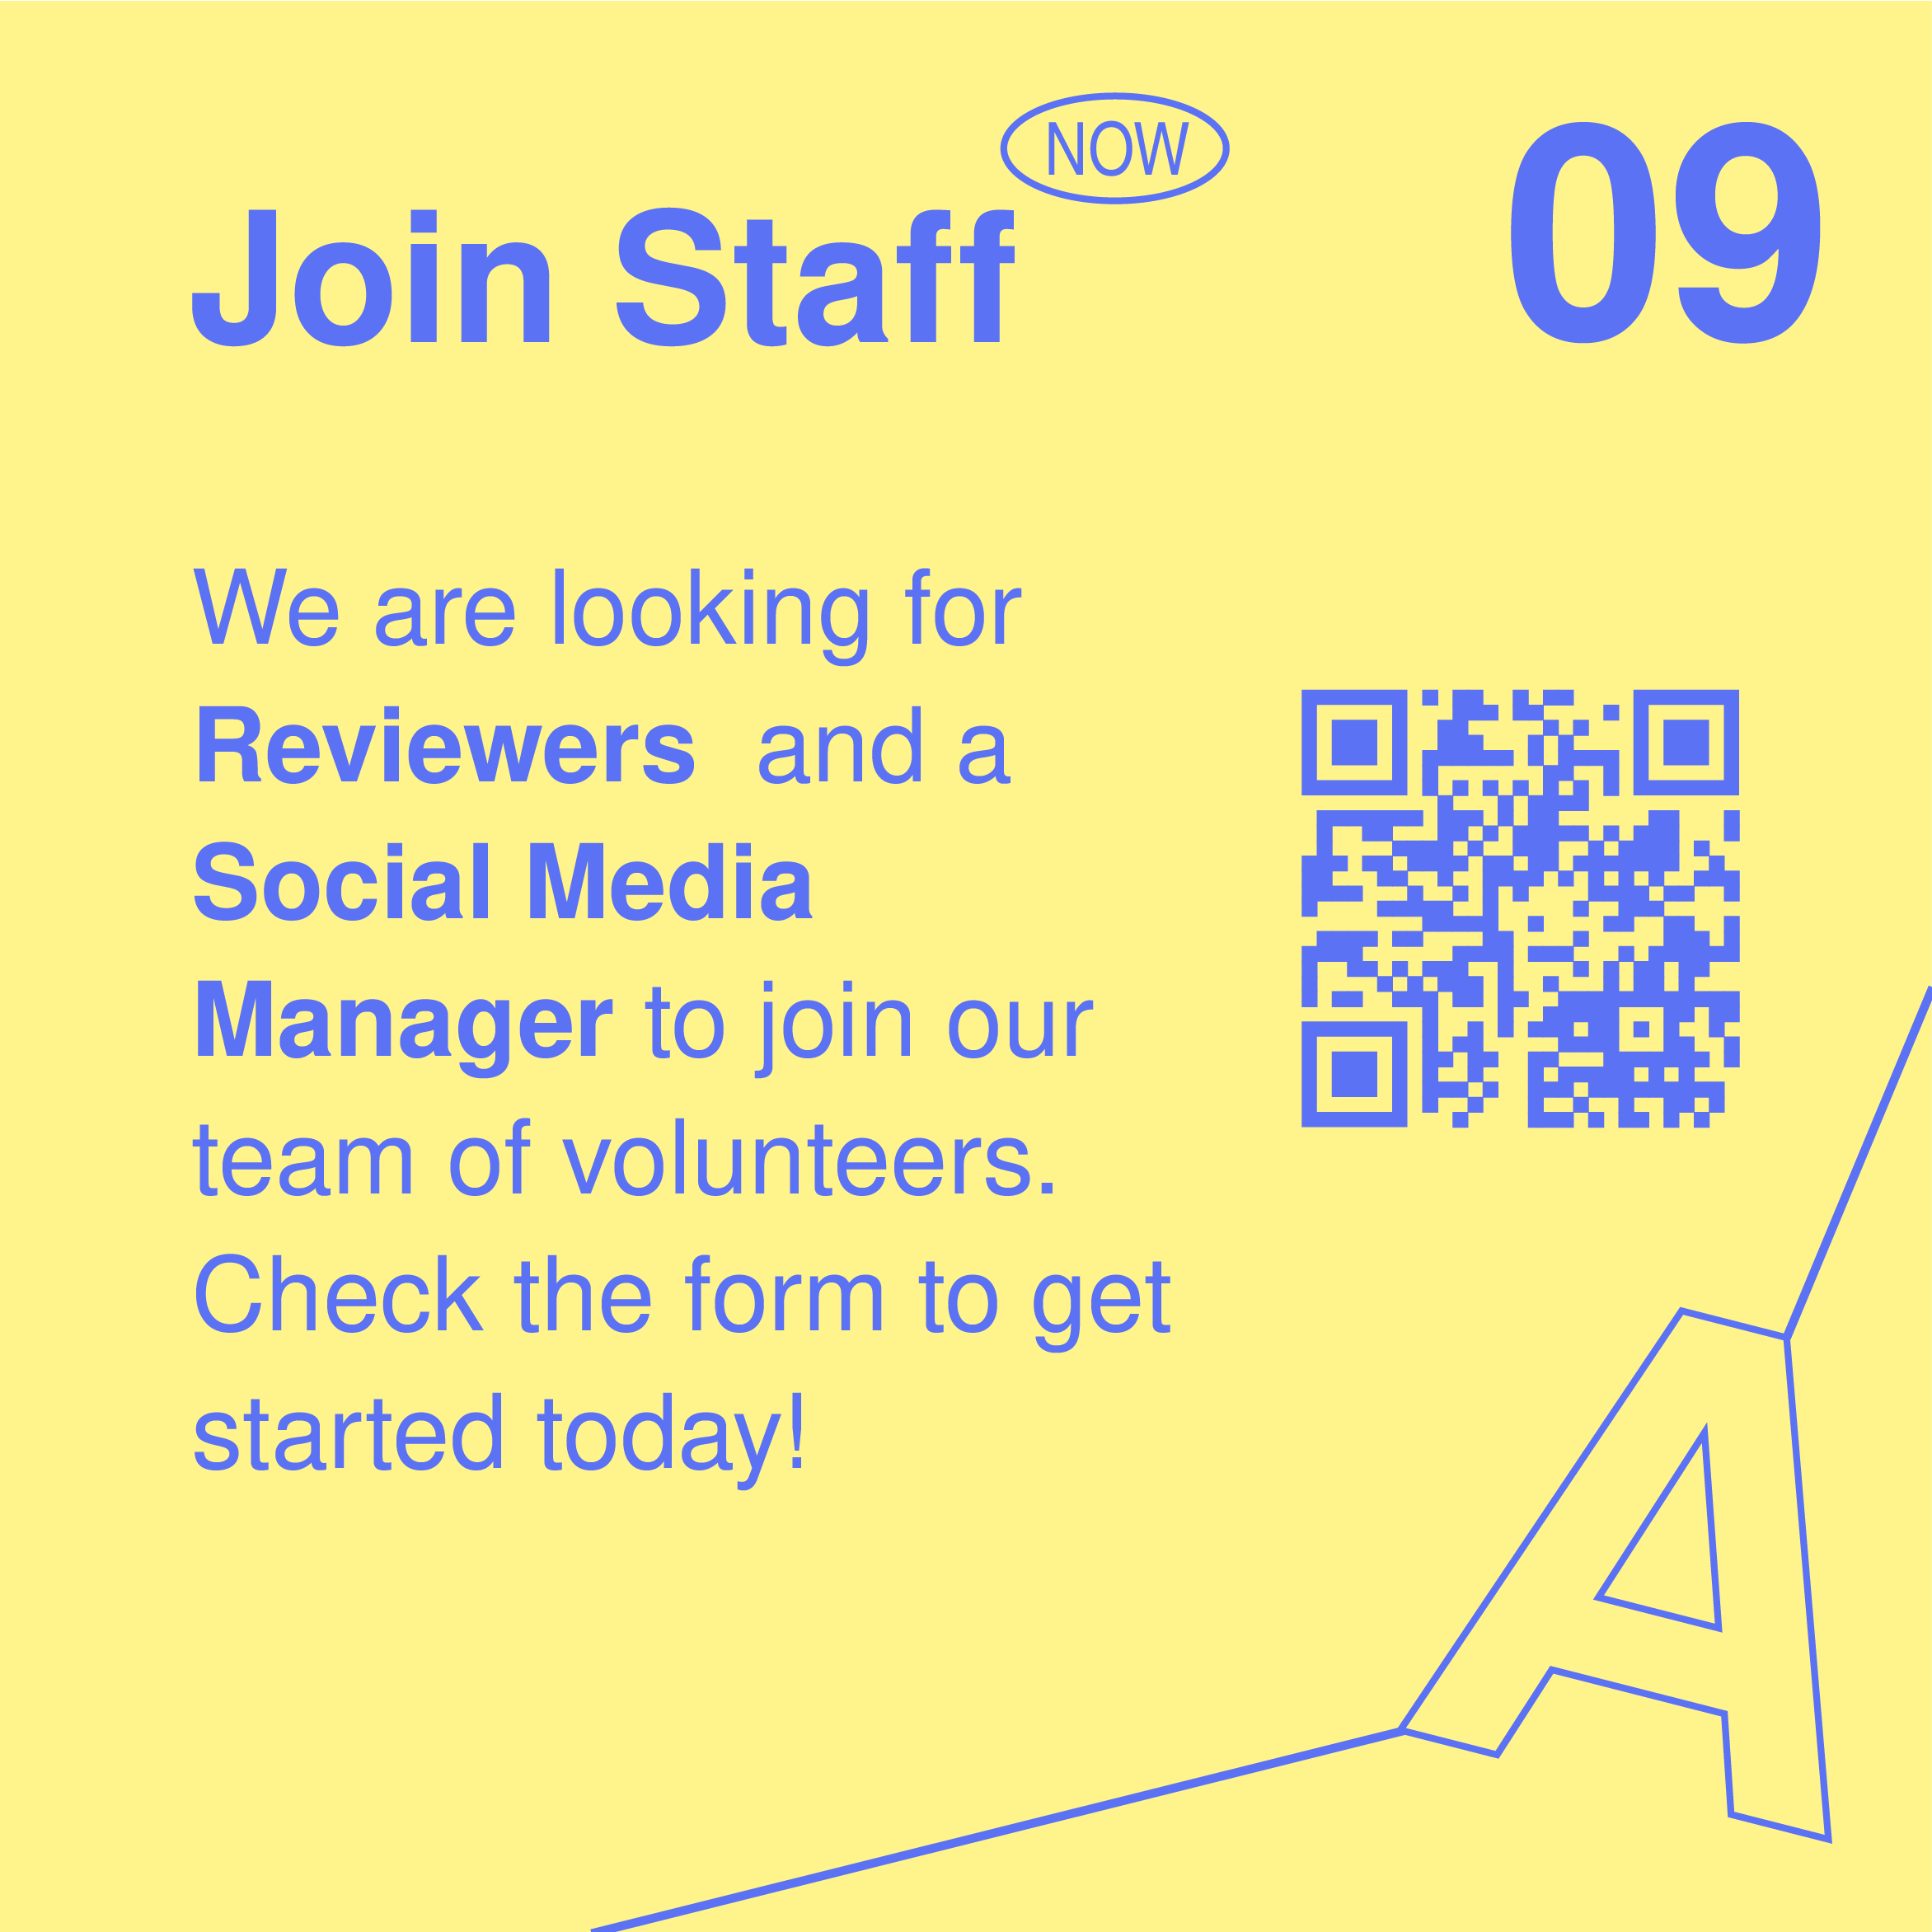 NOW
Join Staff
09
We are looking for
Reviewers and a
Social Media
Manager to join our
team of volunteers.
Check the form to get
started today!
A